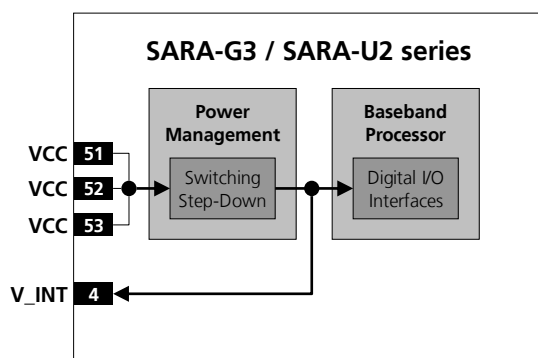 SARA-G3 / SARA-U2 series
Power
Management
Baseband
Processor
Switching
Step-Down
Digital I/O
Interfaces
VCC 51
VCC 52
VCC 53
V_INT 4